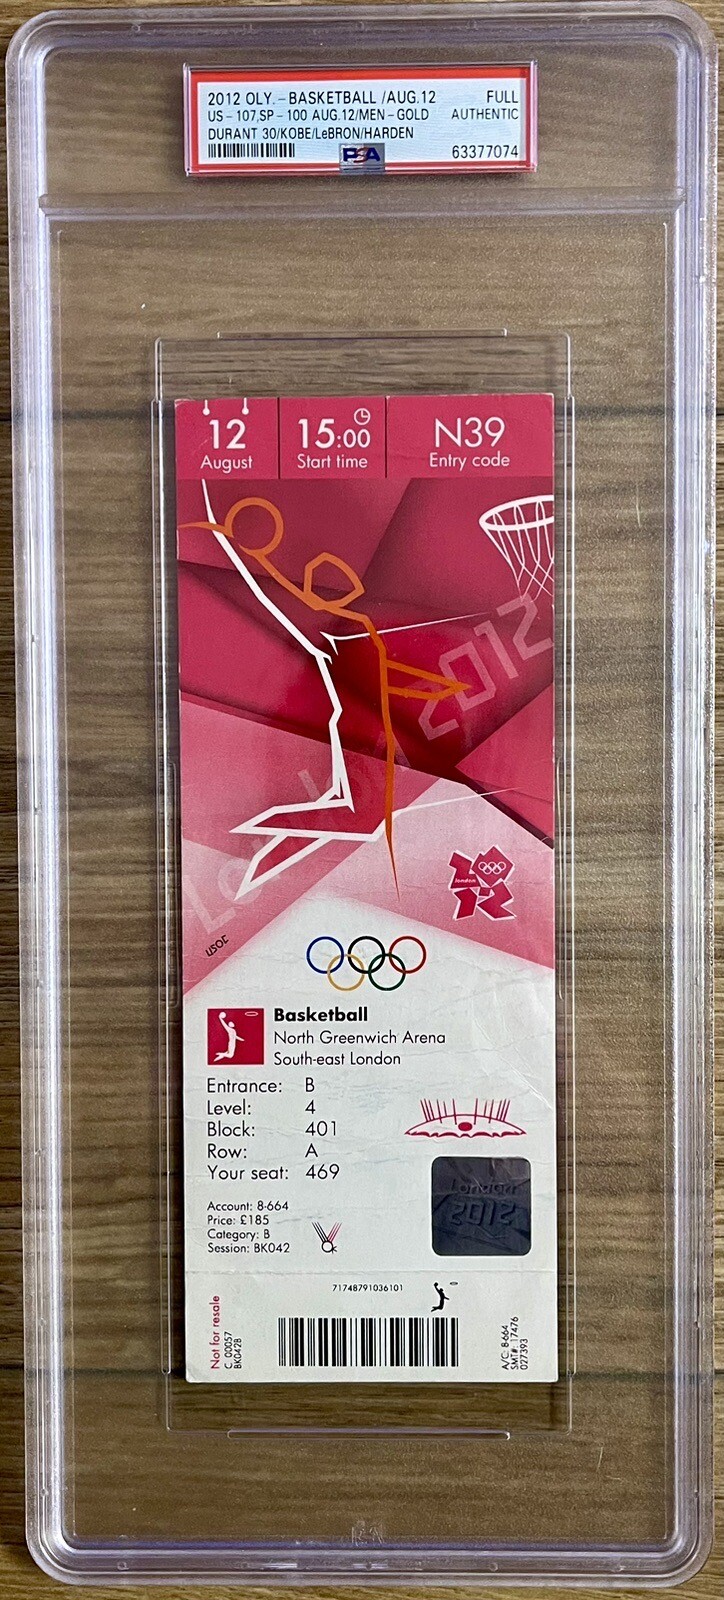 2012 OLY. - BASKETBALL /AUG.12 FULL
US - 107,SP - 100 AUG.12/MEN - GOLD AUTHENTIC
DURANT 30/KOBE/LeBRON/HARDEN
PSA 63377074
12 15:00 N39
August Start time Entry code
London 2012
london
USOC
Basketball
North Greenwich Arena
South-east London
Entrance: B
Level: 4
Block: 401
Row: A
Your seat: 469
London
2012
Account: 8-664
Price: £185
Category: B
Session: BK042
71748791036101
Not for resale
C. 00057
BK042B
A/C: 8-664
SMT#: 17476
027393